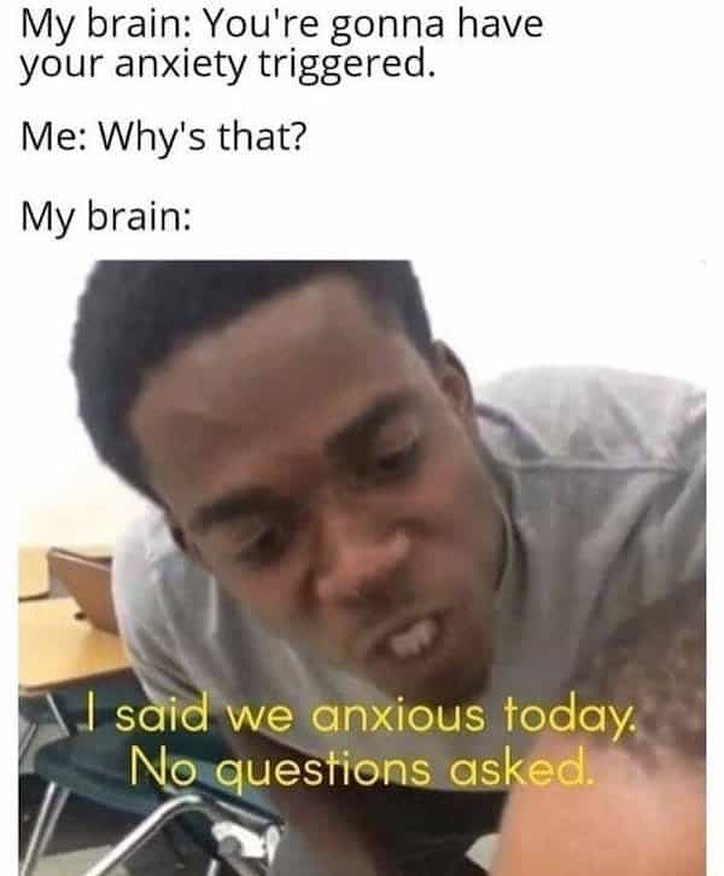 My brain: You're gonna have
your anxiety triggered.
Me: Why's that?
My brain:
I said we anxious today.
No questions asked.